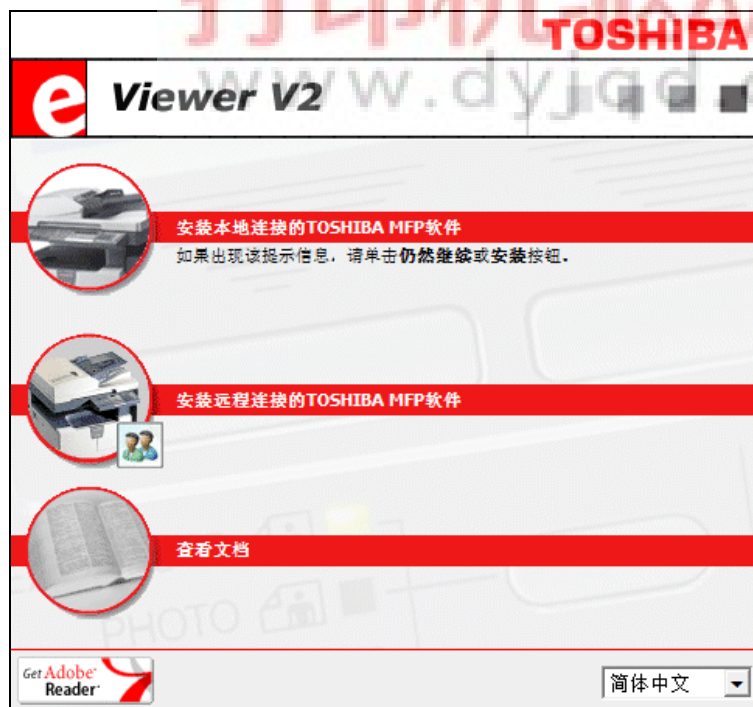 打印机
TOSHIBA
www.dyjqd.
e Viewer V2
安装本地连接的TOSHIBA MFP软件
如果出现该提示信息，请单击仍然继续或安装按钮。
安装远程连接的TOSHIBA MFP软件
查看文档
PHOTO
Get Adobe
Reader
简体中文